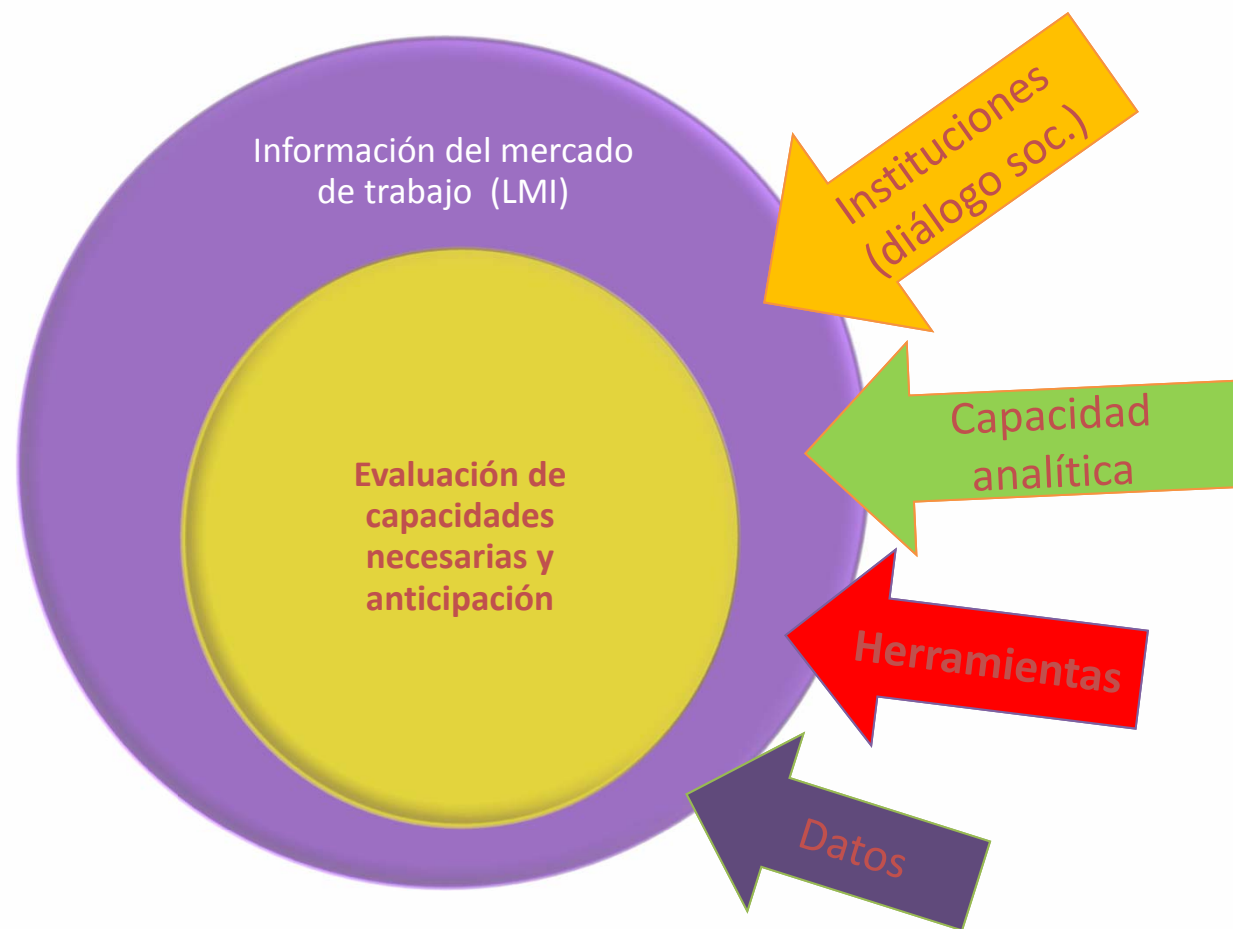 Información del mercado
de trabajo (LMI)
Evaluación de
capacidades
necesarias y
anticipación
Instituciones
(diálogo soc.)
Capacidad
analítica
Herramientas
Datos